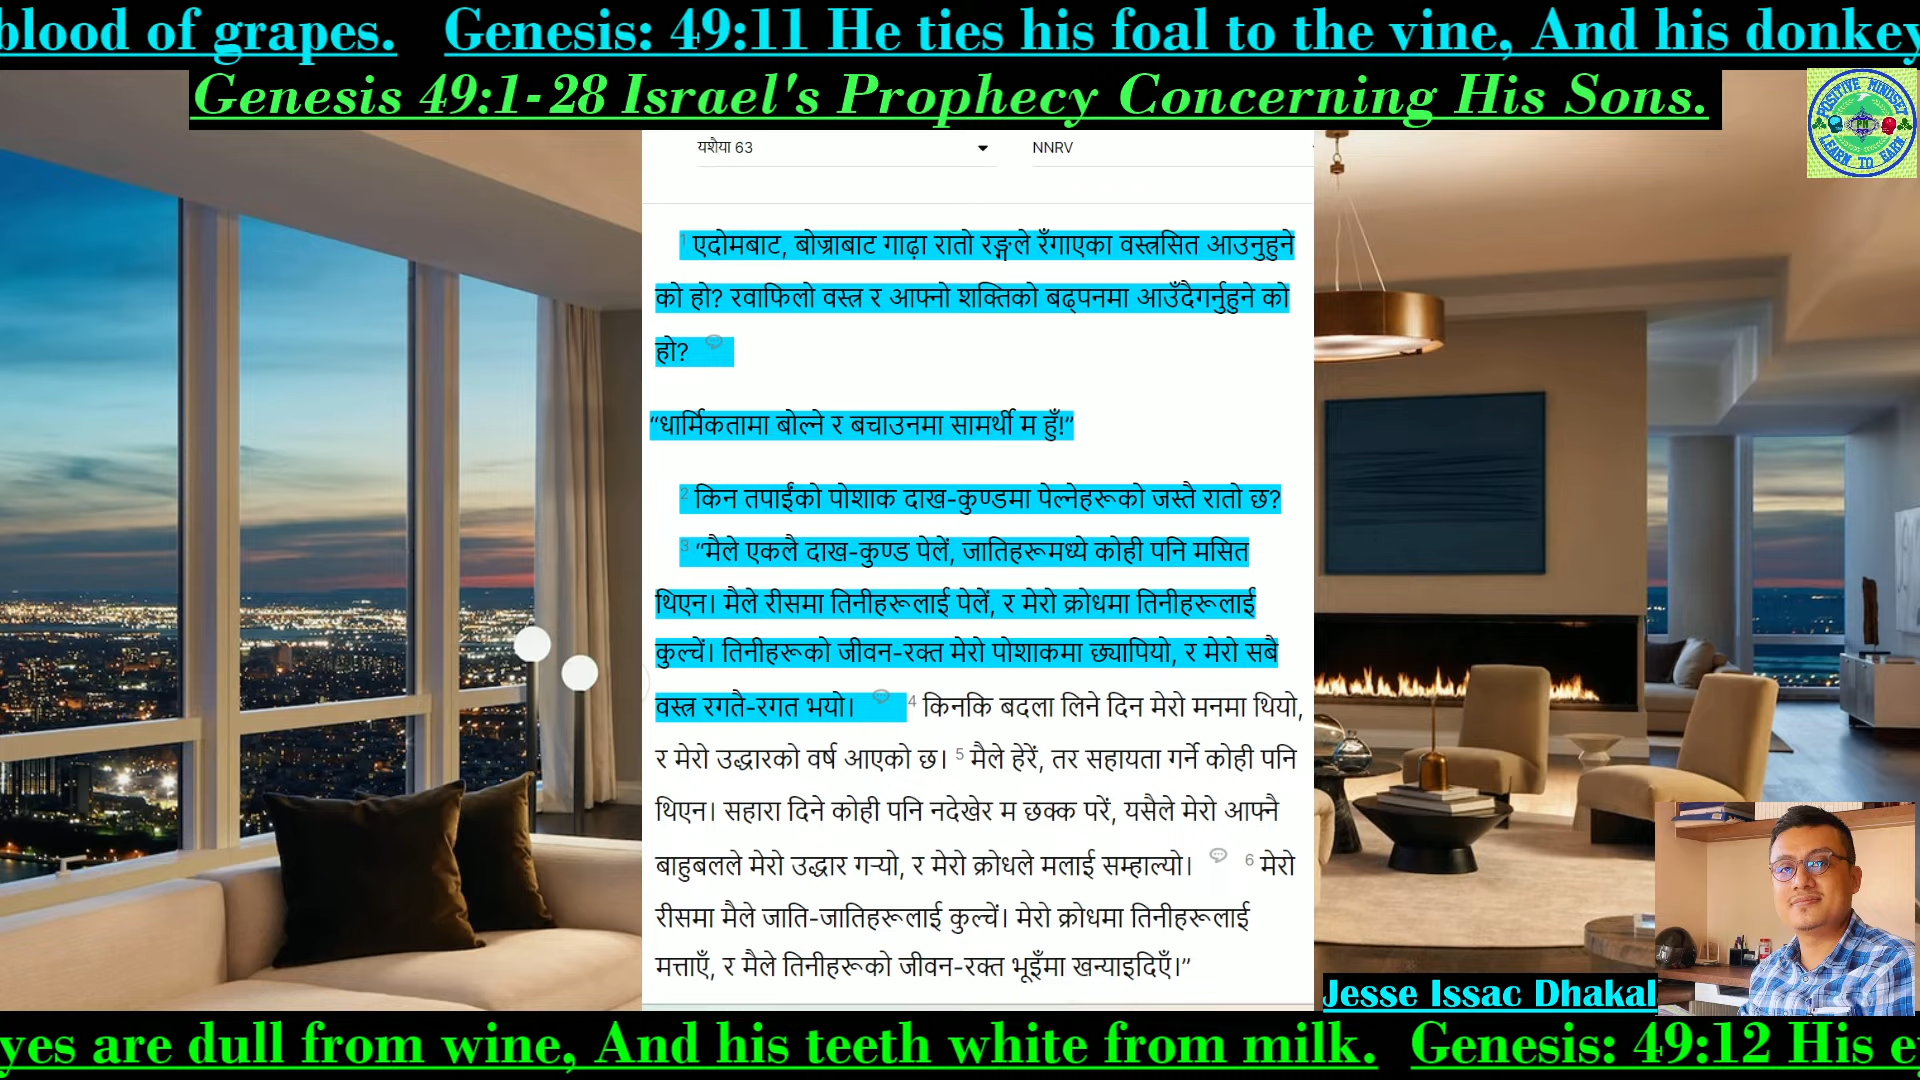 blood of grapes. Genesis: 49:11 He ties his foal to the vine, And his donkey
Genesis 49:1-28 Israel's Prophecy Concerning His Sons.
POSITIVE MINDSET
LEARN TO EARN
यशैया 63 NNRV
1 एदोमबाट, बोज्राबाट गाढ़ा रातो रङ्गले रँगाएका वस्त्रसित आउनुहुने
को हो? रवाफिलो वस्त्र र आफ्नो शक्तिको बढ्पनमा आउँदैगर्नुहुने को
हो?
“धार्मिकतामा बोल्ने र बचाउनमा सामर्थी म हुँ!”
2 किन तपाईंको पोशाक दाख-कुण्डमा पेल्नेहरूको जस्तै रातो छ?
3 “मैले एकलै दाख-कुण्ड पेलें, जातिहरूमध्ये कोही पनि मसित
थिएन। मैले रीसमा तिनीहरूलाई पेलें, र मेरो क्रोधमा तिनीहरूलाई
कुल्चें। तिनीहरूको जीवन-रक्त मेरो पोशाकमा छ्यापियो, र मेरो सबै
वस्त्र रगतै-रगत भयो। 4 किनकि बदला लिने दिन मेरो मनमा थियो,
र मेरो उद्धारको वर्ष आएको छ। 5 मैले हेरें, तर सहायता गर्ने कोही पनि
थिएन। सहारा दिने कोही पनि नदेखेर म छक्क परें, यसैले मेरो आफ्नै
बाहुबलले मेरो उद्धार गर्‍यो, र मेरो क्रोधले मलाई सम्हाल्यो। 6 मेरो
रीसमा मैले जाति-जातिहरूलाई कुल्चें। मेरो क्रोधमा तिनीहरूलाई
मत्ताएँ, र मैले तिनीहरूको जीवन-रक्त भूइँमा खन्याइदिएँ।”
Jesse Issac Dhakal
yes are dull from wine, And his teeth white from milk. Genesis: 49:12 His e